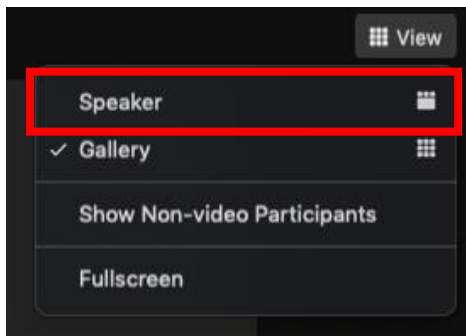 View
Speaker
Gallery
Show Non-video Participants
Fullscreen